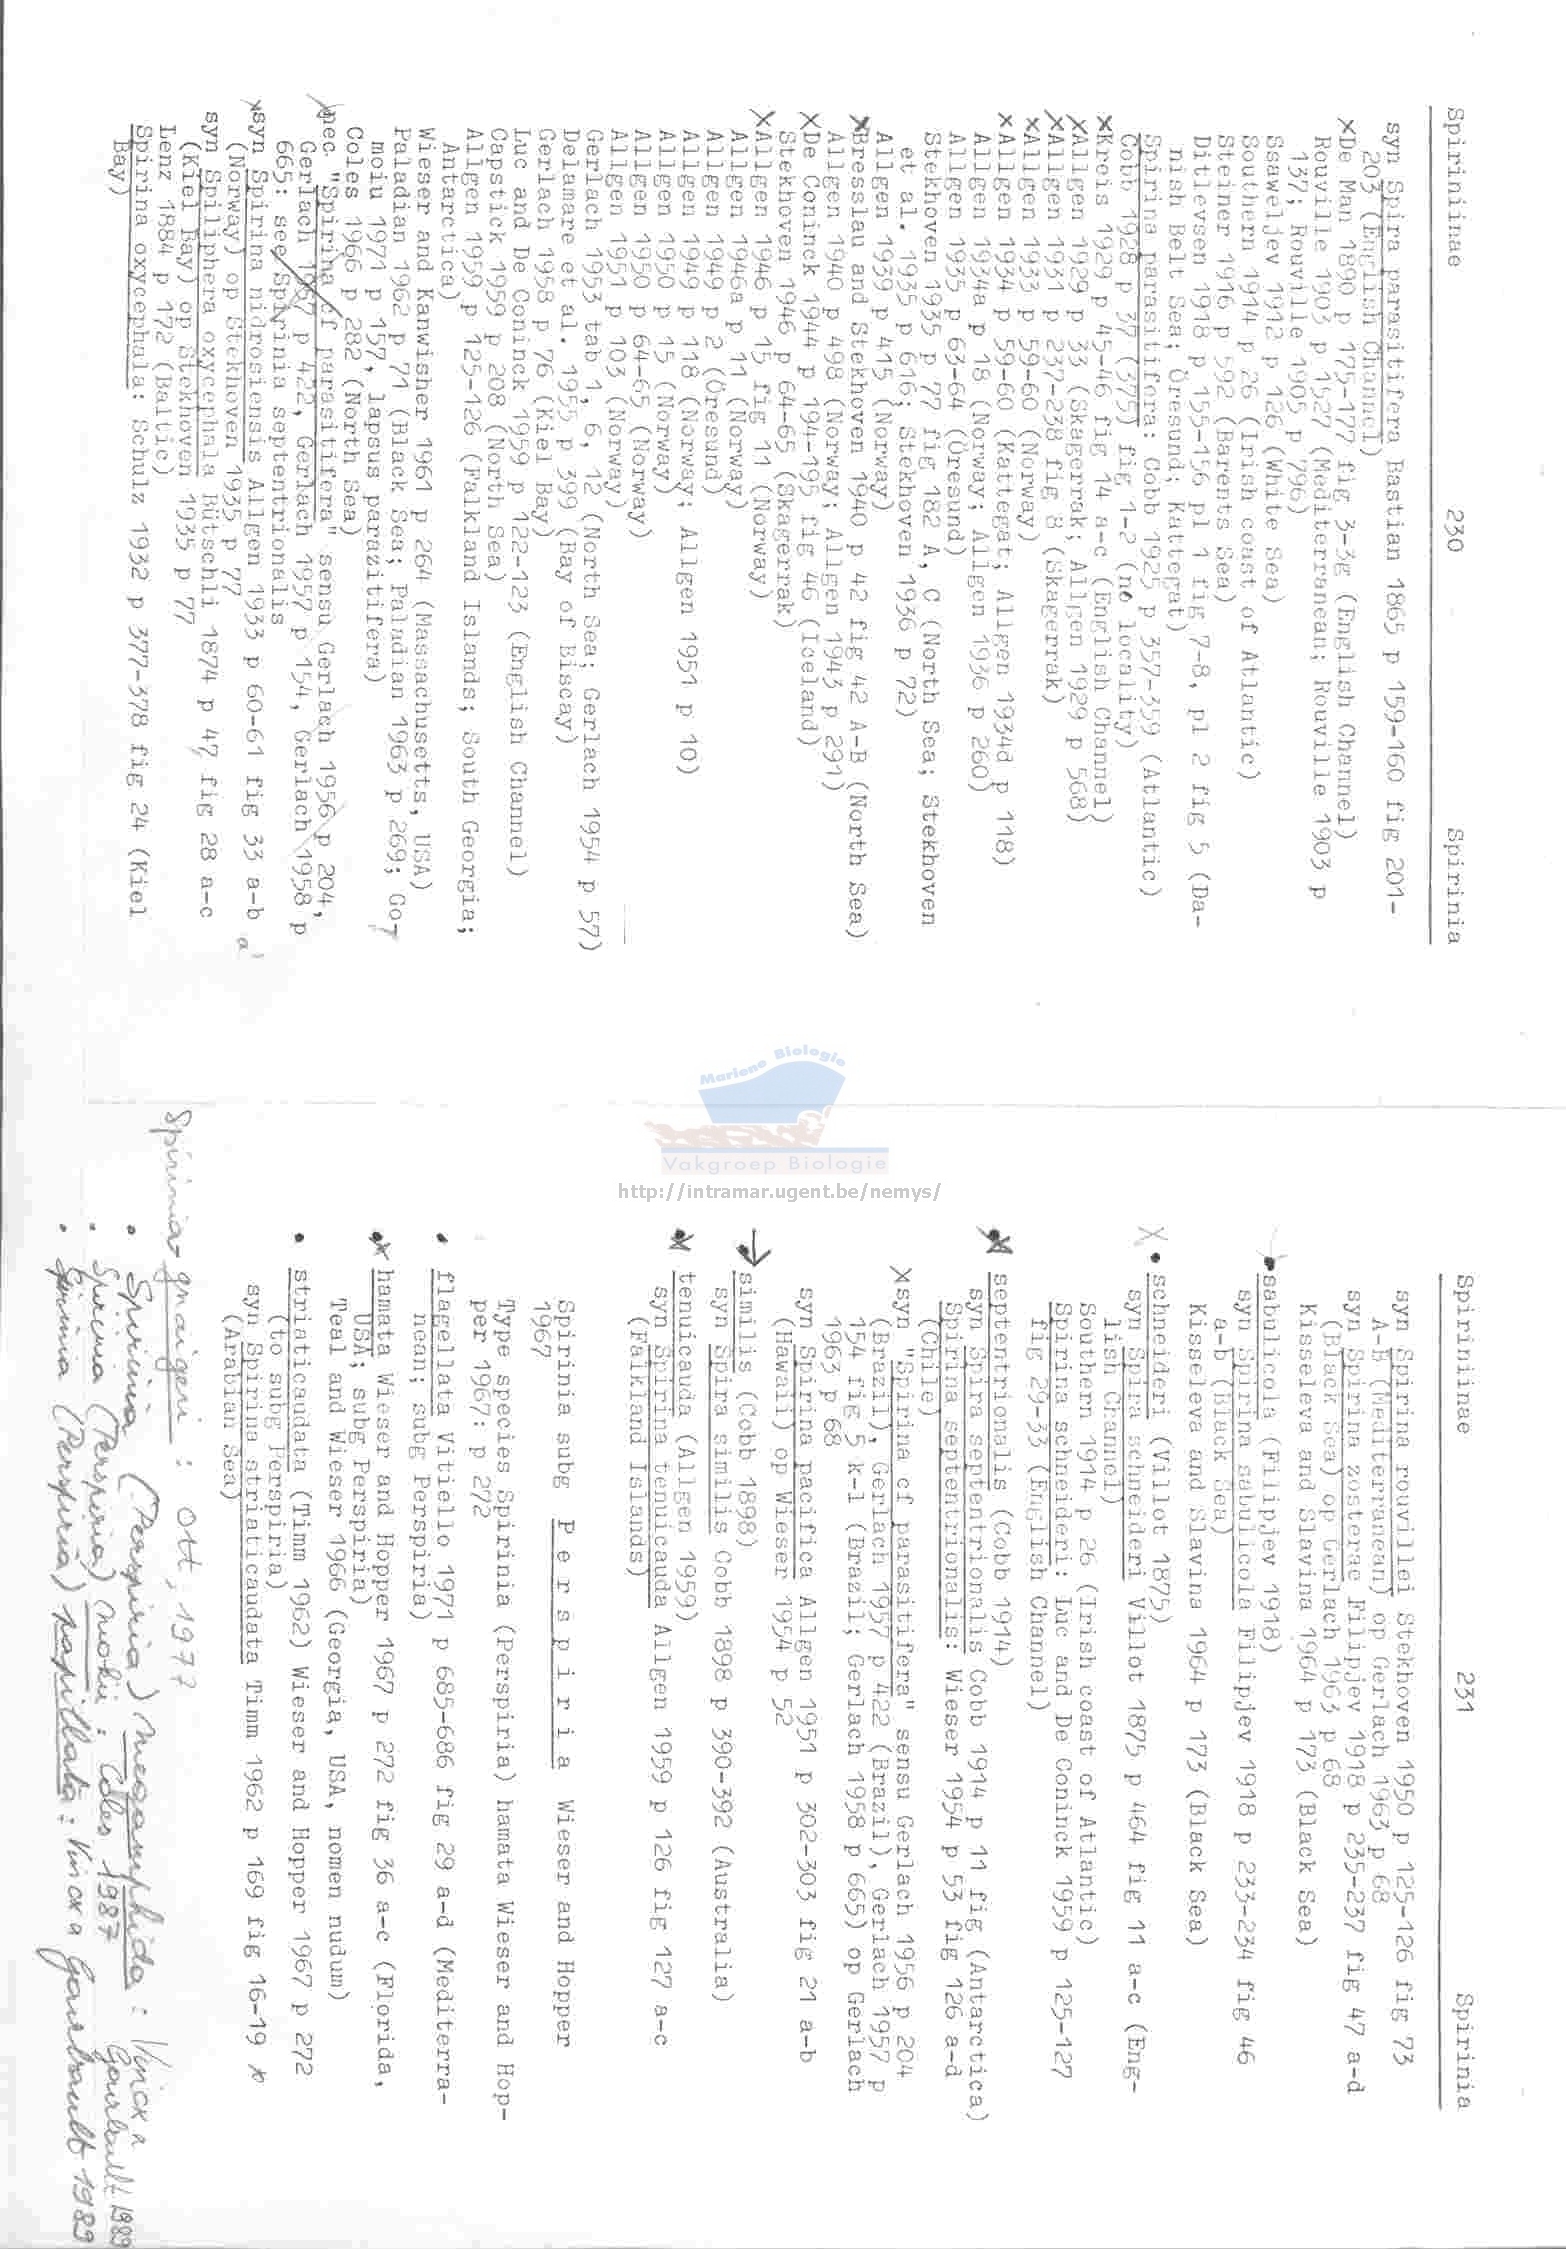 Spiriniinae 230 Spirinia
syn Spira parasitifera Bastian 1865 p 159-160 fig 201-
203 (English Channel)
XDe Man 1890 p 175-177 fig 3-3g (English Channel)
Rouville 1903 p 1527 (Mediterranean; Rouville 1903 p
137; Rouville 1905 p 796)
Ssaweljev 1912 p 126 (White Sea)
Southern 1914 p 26 (Irish coast of Atlantic)
Steiner 1916 p 592 (Barents Sea)
Ditlevsen 1918 p 155-156 pl 1 fig 7-8, pl 2 fig 5 (Da-
nish Belt Sea; Öresund; Kattegat)
Spirina parasitifora: Cobb 1925 p 357-359 (Atlantic)
Cobb 1928 p 37 (375) fig 1-2 (no locality)
XKreis 1929 p 45-46 fig 14 a-c (English Channel)
XAllgen 1929 p 33 (Skagerrak; Allgen 1929 p 568)
XAllgen 1931 p 237-238 fig 8 (Skagerrak)
XAllgen 1933 p 59-60 (Norway)
XAllgen 1934 p 59-60 (Kattegat; Allgen 1934d p 118)
Allgen 1934a p 18 (Norway; Allgen 1936 p 260)
Allgen 1935 p 63-64 (Öresund)
Stekhoven 1935 p 77 fig 182 A, C (North Sea; Stekhoven
et al. 1935 p 616; Stekhoven 1936 p 72)
Allgen 1939 p 415 (Norway)
XBresslau and Stekhoven 1940 p 42 fig 42 A-B (North Sea)
Allgen 1940 p 498 (Norway; Allgen 1943 p 291)
XDe Coninck 1944 p 194-195 fig 46 (Iceland)
Stekhoven 1946 p 64-65 (Skagerrak)
XAllgen 1946 p 15 fig 1:1 (Norway)
Allgen 1946a p 11 (Norway)
Allgen 1949 p 2 (Öresund)
Allgen 1949 p 118 (Norway; Allgen 1951 p 10)
Allgen 1950 p 15 (Norway)
Allgen 1950 p 64-65 (Norway)
Allgen 1951 p 103 (Norway)
Gerlach 1953 tab 1, 6, 12 (North Sea; Gerlach 1954 p 57)
Delamare et al. 1955 p 399 (Bay of Biscay)
Gerlach 1958 p 76 (Kiel Bay)
Luc and De Coninck 1959 p 122-123 (English Channel)
Capstick 1959 p 208 (North Sea)
Allgen 1959 p 125-126 (Falkland Islands; South Georgia;
Antarctica)
Wieser and Kanwisher 1961 p 264 (Massachusetts, USA)
Paladian 1962 p 71 (Black Sea; Paladian 1963 p 269; Go-
moiu 1971 p 157, lapsus parazitifera)
Coles 1966 p 282 (North Sea)
Xnec "Spirina cf parasitifera" sensu Gerlach 1956 p 204,
Gerlach 1957 p 422, Gerlach 1957 p 154, Gerlach 1958 p
665: see Spirinia septentrionalis
Xsyn Spirina nidrosiensis Allgen 1933 p 60-61 fig 33 a-b
(Norway) op Stekhoven 1935 p 77
syn Spiliphera oxycephala Bütschli 1874 p 47 fig 28 a-c
(Kiel Bay) op Stekhoven 1935 p 77
Lenz 1884 p 172 (Baltic)
Spirina oxycephala: Schulz 1932 p 377-378 fig 24 (Kiel
Bay)
Spiriniinae 231 Spirinia
syn Spirina rouvillei Stekhoven 1950 p 125-126 fig 73
A-B (Mediterranean) op Gerlach 1963 p 68
syn Spirina zosterae Filipjev 1918 p 235-237 fig 47 a-d
(Black Sea) op Gerlach 1963 p 68
Kisseleva and Slavina 1964 p 173 (Black Sea)
sabulicola (Filipjev 1918)
syn Spirina sabulicola Filipjev 1918 p 233-234 fig 46
a-b (Black Sea)
Kisseleva and Slavina 1964 p 173 (Black Sea)
X schneideri (Villot 1875)
syn Spira schneideri Villot 1875 p 464 fig 11 a-c (Eng-
lish Channel)
Southern 1914 p 26 (Irish coast of Atlantic)
Spirina schneideri: Luc and De Coninck 1959 p 125-127
fig 29-33 (English Channel)
septentrionalis (Cobb 1914)
syn Spira septentrionalis Cobb 1914 p 11 fig (Antarctica)
Spirina septentrionalis: Wieser 1954 p 53 fig 126 a-d
(Chile)
Xsyn "Spirina cf parasitifera" sensu Gerlach 1956 p 204
(Brazil), Gerlach 1957 p 422 (Brazil), Gerlach 1957 p
154 fig 5 k-l (Brazil; Gerlach 1958 p 665) op Gerlach
1963 p 68
syn Spirina pacifica Allgen 1951 p 302-303 fig 21 a-b
(Hawaii) op Wieser 1954 p 52
similis (Cobb 1898)
syn Spira similis Cobb 1898 p 390-392 (Australia)
tenuicauda (Allgen 1959)
syn Spirina tenuicauda Allgen 1959 p 126 fig 127 a-c
(Falkland Islands)
Spirinia subg Perspiria Wieser and Hopper
1967
Type species Spirinia (Perspiria) hamata Wieser and Hop-
per 1967: p 272
flagellata Vitiello 1971 p 685-686 fig 29 a-d (Mediterra-
nean; subg Perspiria)
hamata Wieser and Hopper 1967 p 272 fig 36 a-c (Florida,
USA; subg Perspiria)
Teal and Wieser 1966 (Georgia, USA, nomen nudum)
striaticaudata (Timm 1962) Wieser and Hopper 1967 p 272
(to subg Perspiria)
syn Spirina striaticaudata Timm 1962 p 169 fig 16-19
(Arabian Sea)
Spirinia gnaigeri : Ott, 1977
• Spirinia (Perspiria) megamphida : Vincx & Gourbault 1989
• Spirinia (Perspiria) mokii : Coles 1987
• Spirinia (Perspiria) papillata : Vincx & Gourbault 1989
Mariene Biologie
Vakgroep Biologie
http://intramar.ugent.be/nemys/